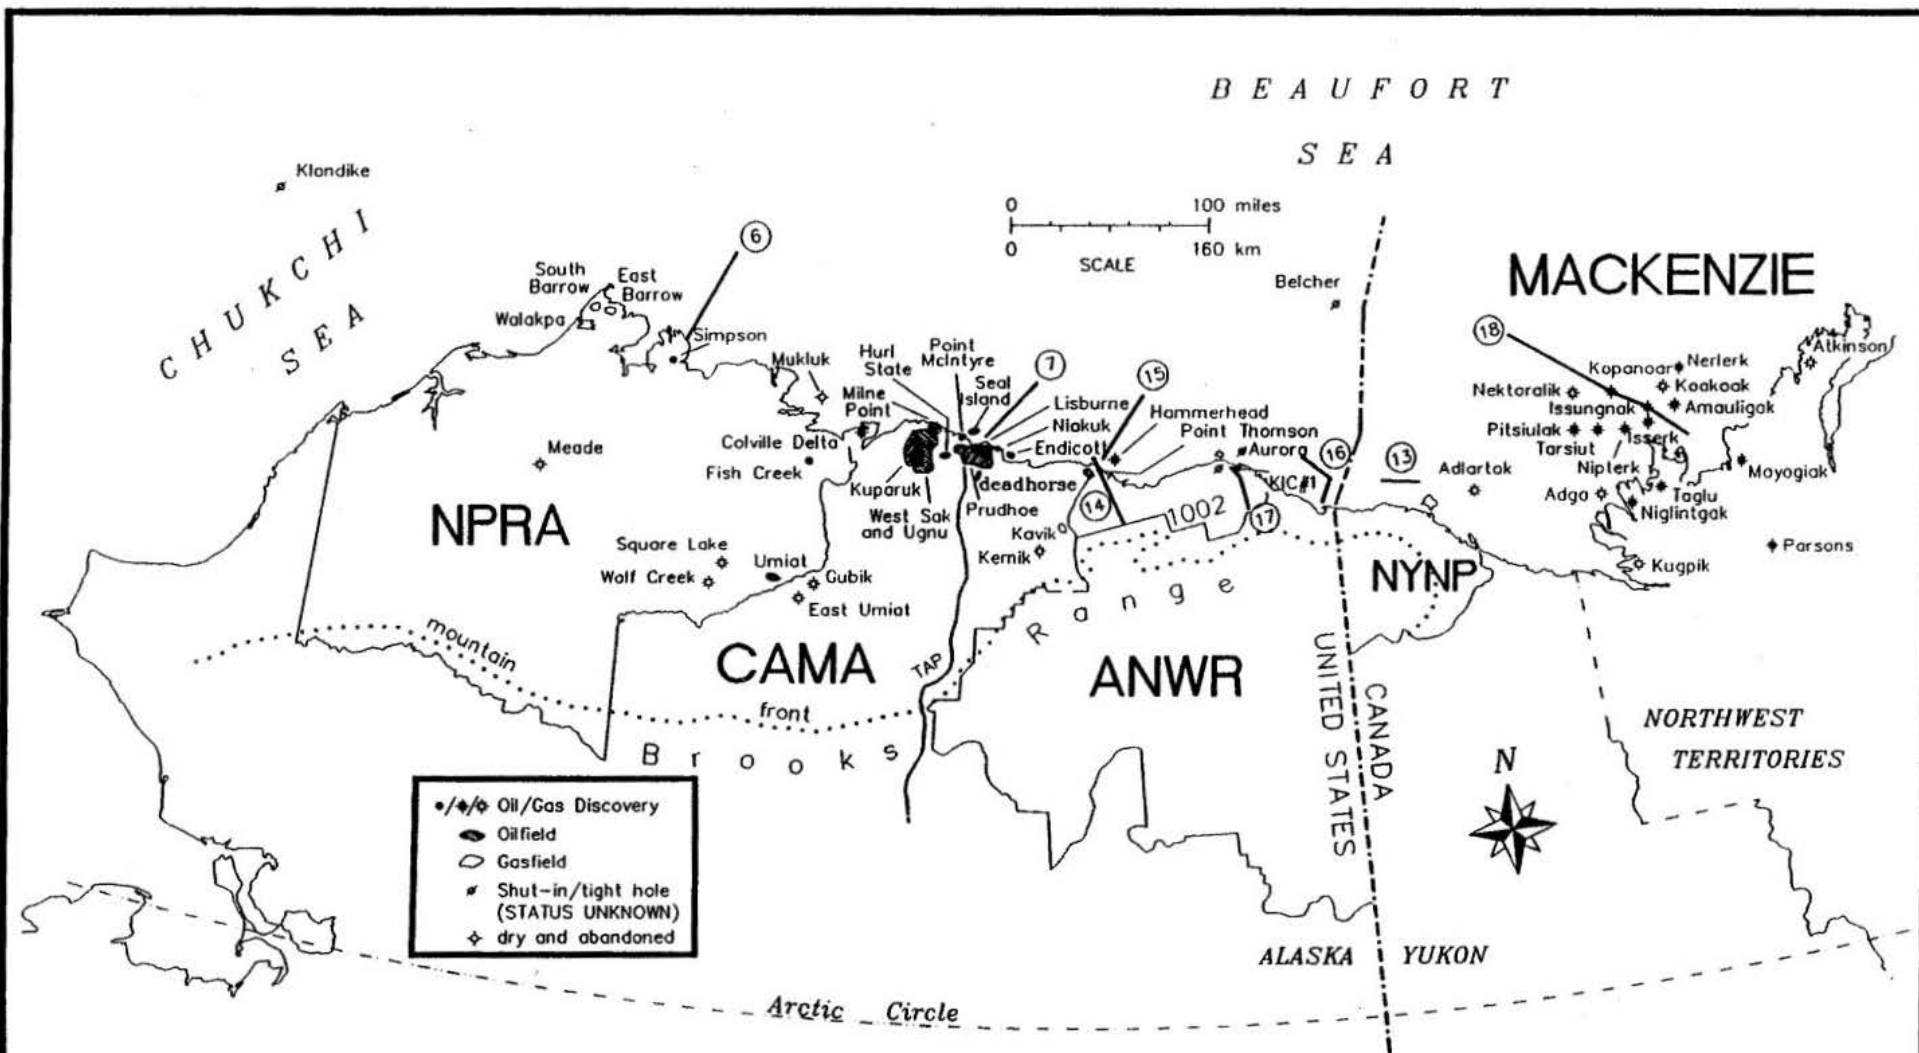 BEAUFORT
SEA
Klondike
CHUKCHI
SEA
0 100 miles
0 160 km
SCALE
6
South
Barrow
East
Barrow
Walakpa
Simpson
Belcher
MACKENZIE
Mukluk
Hurl
State
Point
McIntyre
Seal
Island
7
15
18
Milne
Point
Lisburne
Niakuk
Endicott
Hammerhead
Point Thomson
Aurora
16
13
Kopanoar
Nerlerk
Atkinson
Nektoralik
Koakoak
Issungnak
Amauligak
Pitsiulak
Isserk
Tarsiut
Nipterk
Mayogiak
Meade
Colville Delta
Fish Creek
Kuparuk
West Sak
and Ugnu
deadhorse
Prudhoe
14
1002
KIC#1
17
Adlartok
Adgo
Taglu
Niglintgak
Parsons
Kugpik
NPRA
Kavik
Kemik
Square Lake
Wolf Creek
Umiat
Gubik
East Umiat
NYNP
mountain
front
Brooks
Range
CAMA
TAP
ANWR
UNITED STATES
CANADA
NORTHWEST
TERRITORIES
N
Oil/Gas Discovery
Oilfield
Gasfield
Shut-in/tight hole
(STATUS UNKNOWN)
dry and abandoned
ALASKA
YUKON
Arctic Circle